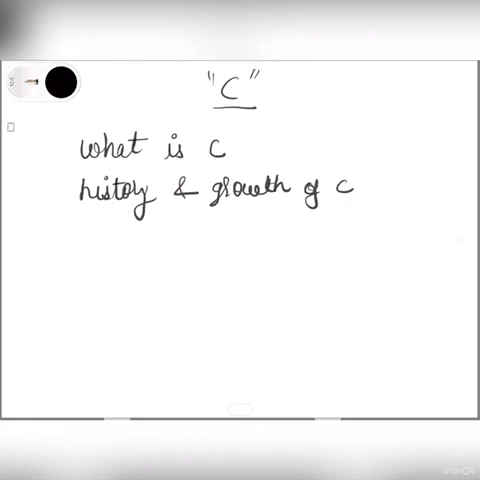 "C"
what is C
history & growth of C
InShOt